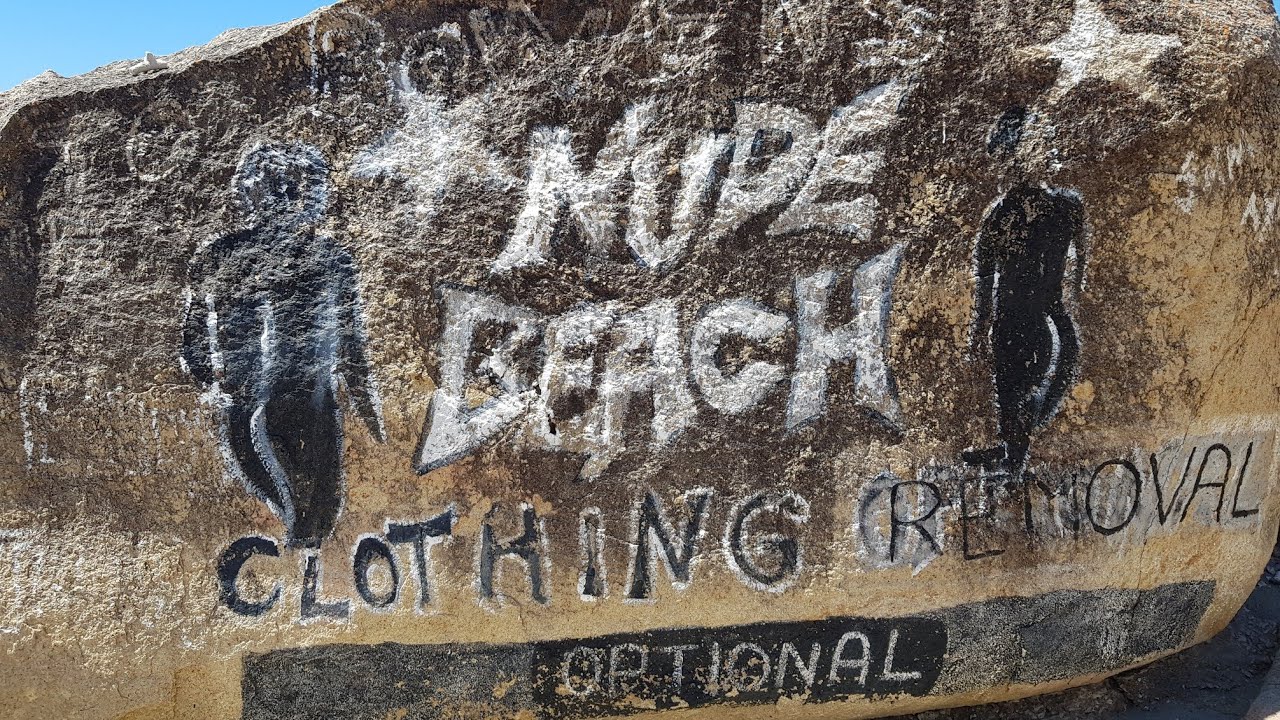 NUDE
BEACH
CLOTHING REMOVAL
OPTIONAL